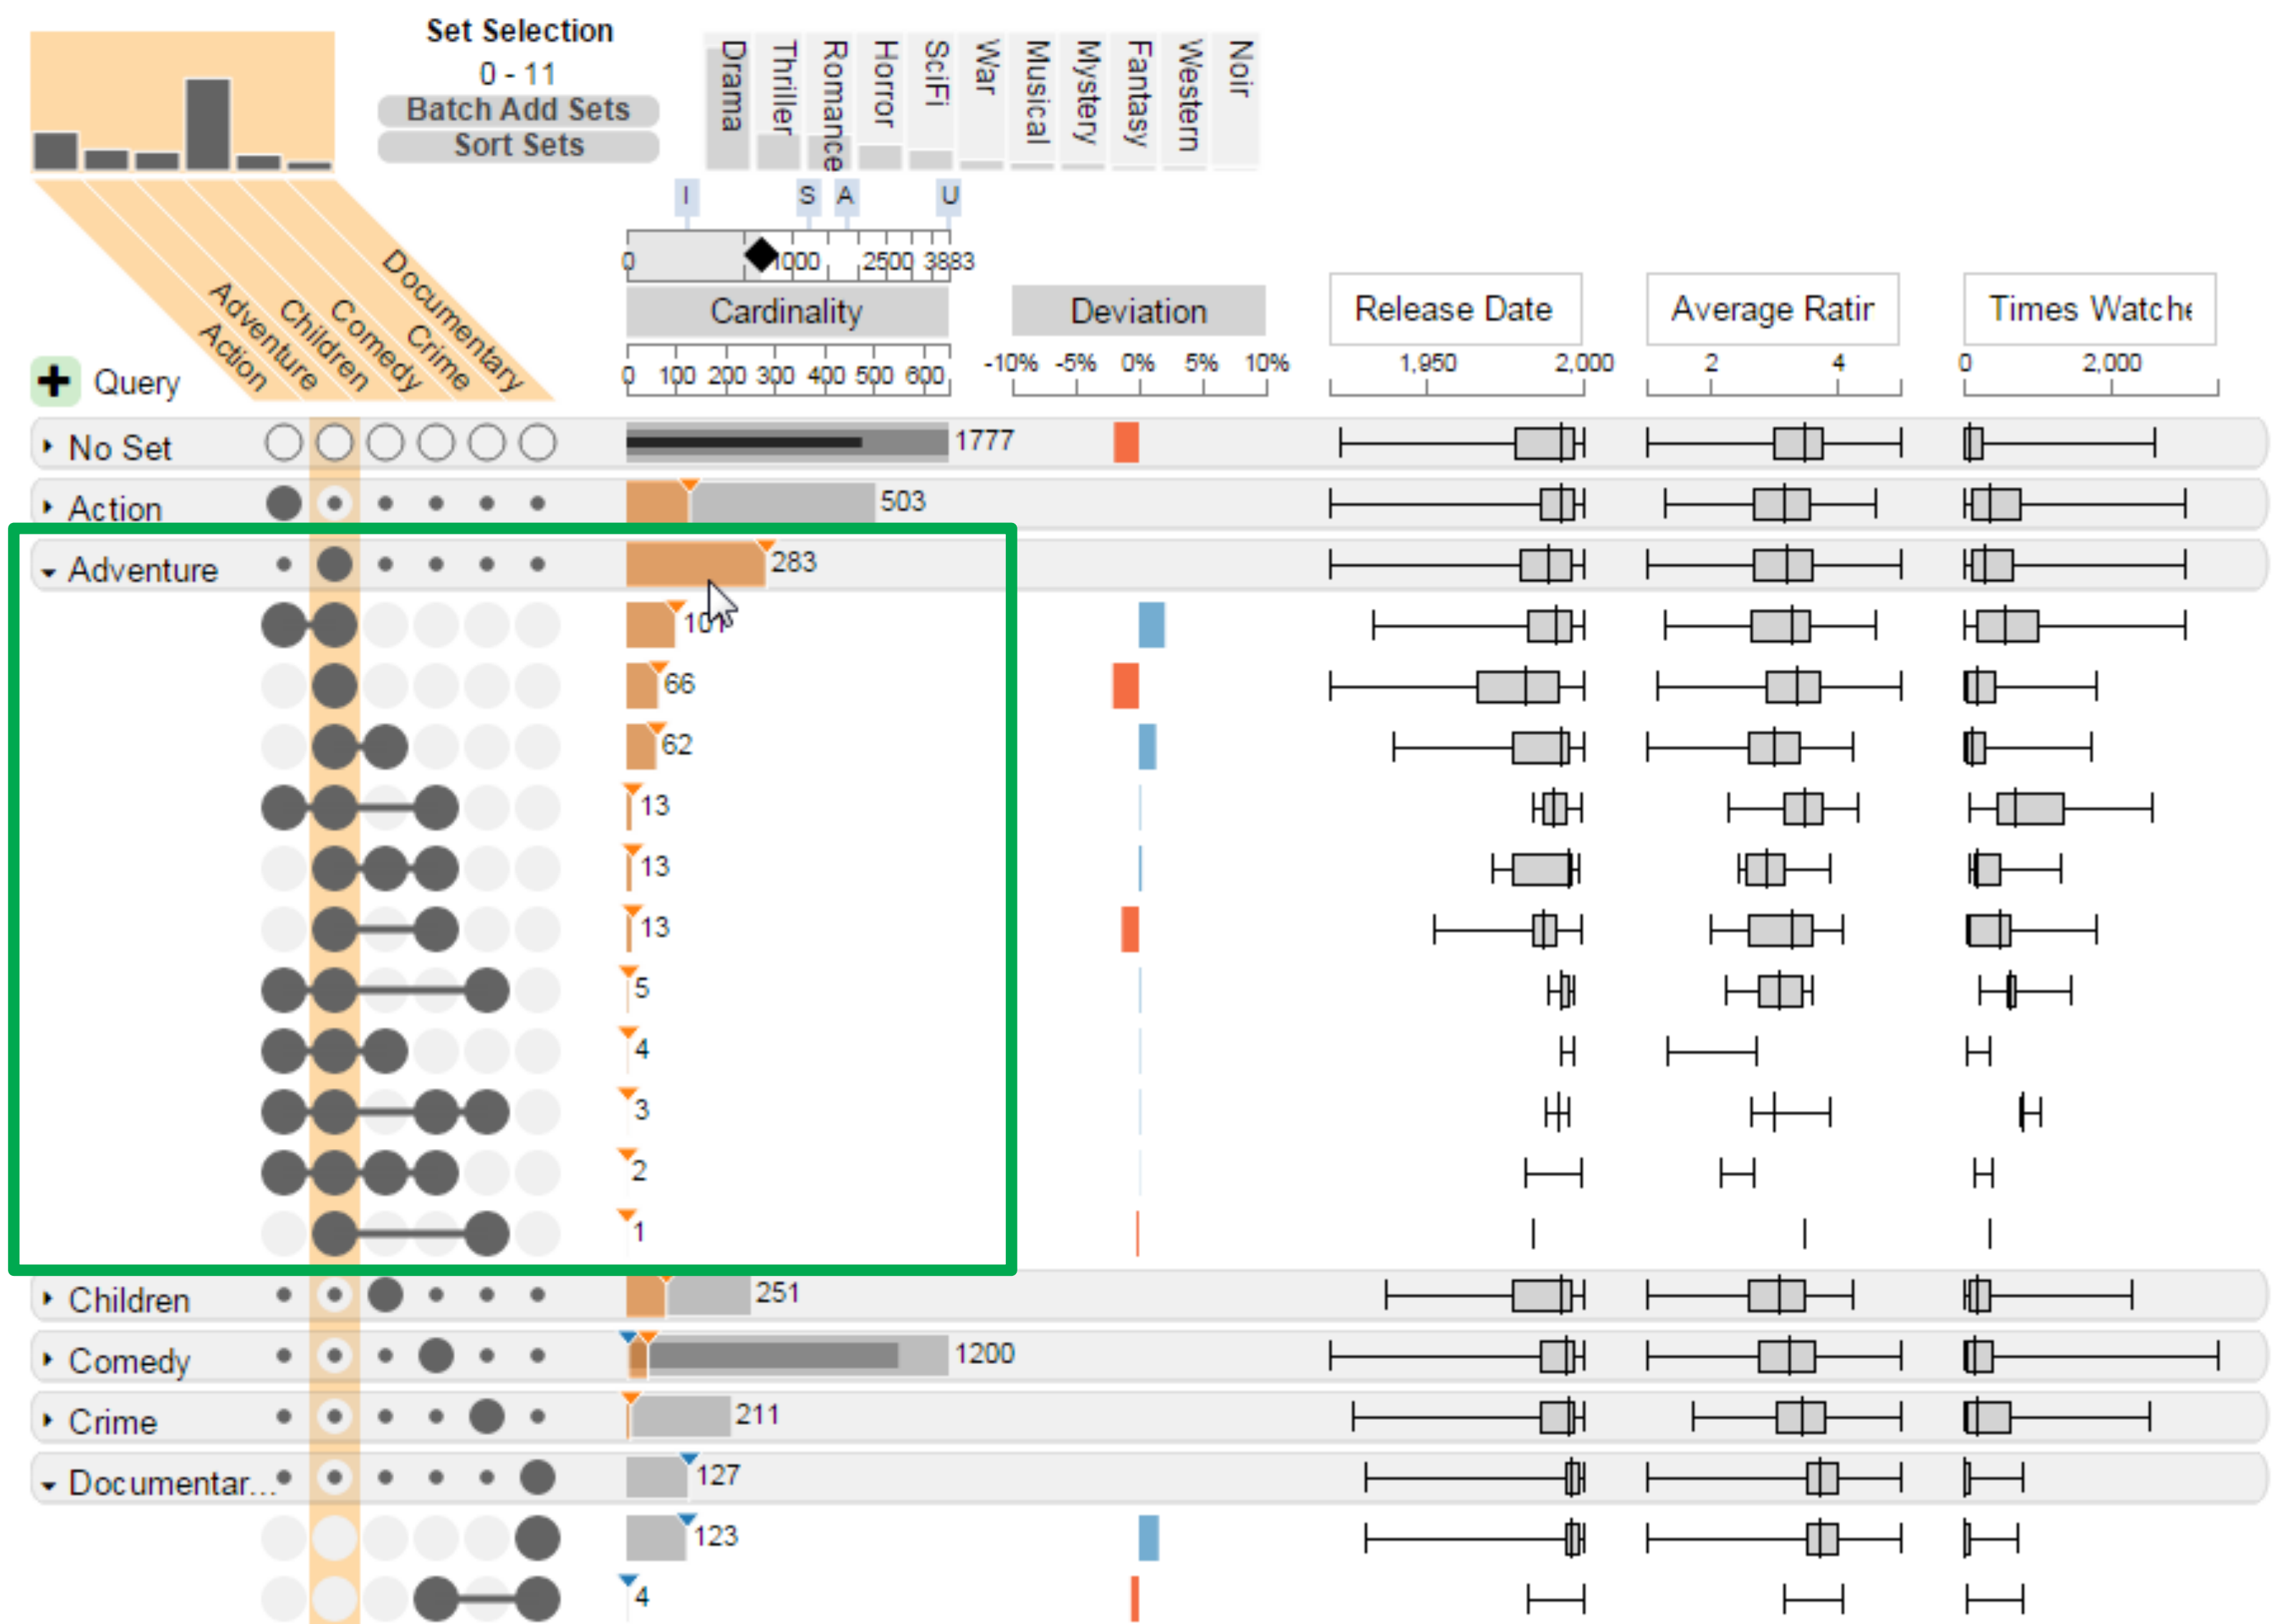 Set Selection
0 - 11
Batch Add Sets
Sort Sets
Drama
Thriller
Romance
Horror
SciFi
War
Musical
Mystery
Fantasy
Western
Noir
I S A U
0 1000 2500 3883
Action
Adventure
Children
Comedy
Crime
Documentary
Cardinality Deviation Release Date Average Ratir Times Watche
0 100 200 300 400 500 600 -10% -5% 0% 5% 10% 1,950 2,000 2 4 0 2,000
Query
No Set 1777
Action 503
Adventure 283
101
66
62
13
13
13
5
4
3
2
1
Children 251
Comedy 1200
Crime 211
Documentar... 127
123
4